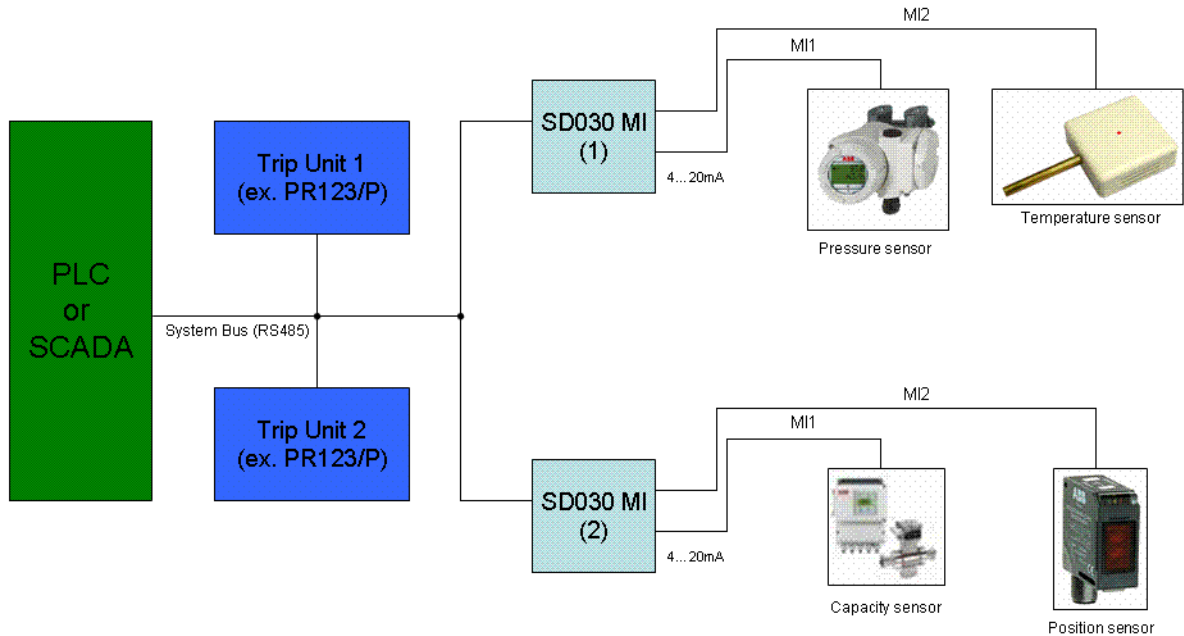 MI2
MI1
SD030 MI
(1)
4...20mA
Pressure sensor
Temperature sensor
Trip Unit 1
(ex. PR123/P)
PLC
or
SCADA
System Bus (RS485)
Trip Unit 2
(ex. PR123/P)
MI2
MI1
SD030 MI
(2)
4...20mA
ABB
Capacity sensor
Position sensor